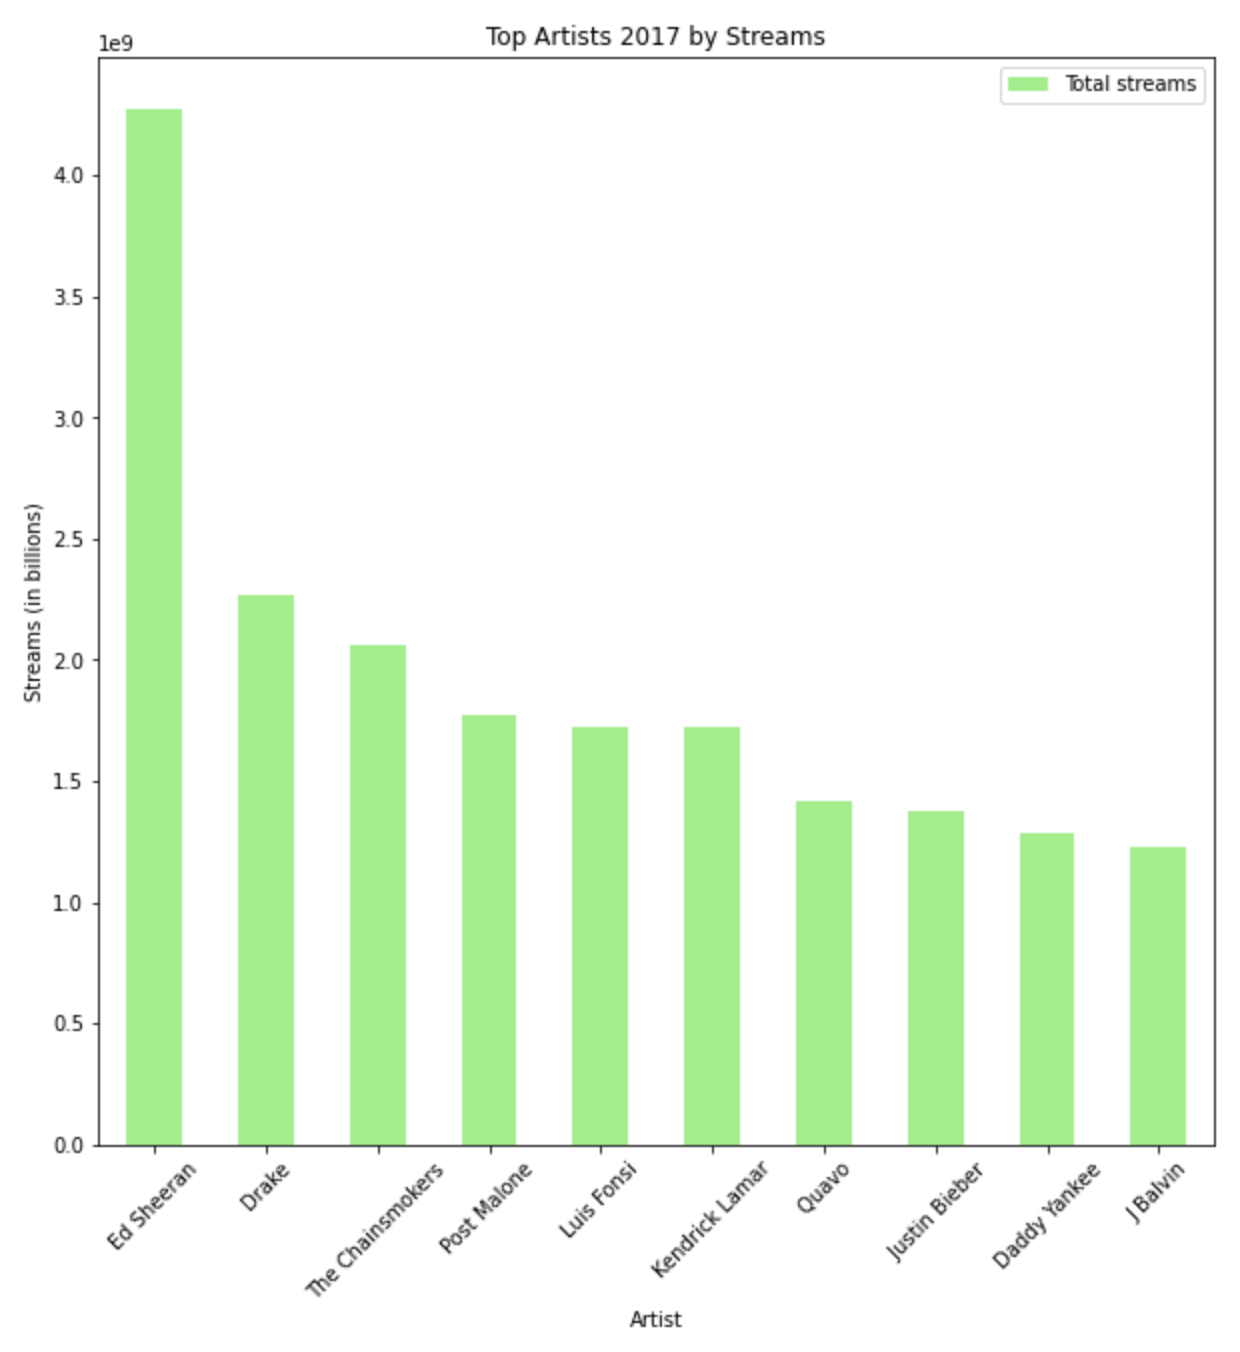 Top Artists 2017 by Streams
1e9
Total streams
4.0
3.5
3.0
2.5
2.0
1.5
1.0
0.5
0.0
Streams (in billions)
Ed Sheeran
Drake
The Chainsmokers
Post Malone
Luis Fonsi
Kendrick Lamar
Quavo
Justin Bieber
Daddy Yankee
J Balvin
Artist